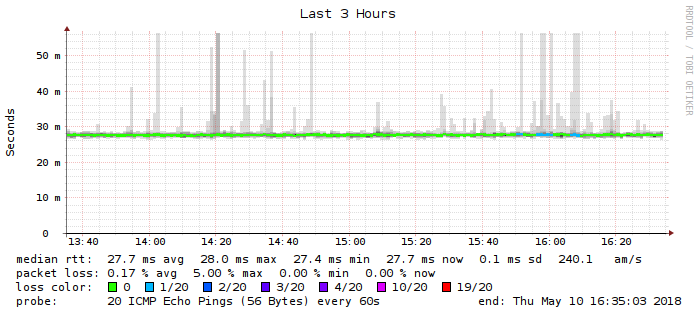 Last 3 Hours
RRDTOOL / TOBI OETIKER
Seconds
50 m
40 m
30 m
20 m
10 m
0
13:40 14:00 14:20 14:40 15:00 15:20 15:40 16:00 16:20
median rtt: 27.7 ms avg 28.0 ms max 27.4 ms min 27.7 ms now 0.1 ms sd 240.1 am/s
packet loss: 0.17 % avg 5.00 % max 0.00 % min 0.00 % now
loss color: 0 1/20 2/20 3/20 4/20 10/20 19/20
probe: 20 ICMP Echo Pings (56 Bytes) every 60s end: Thu May 10 16:35:03 2018